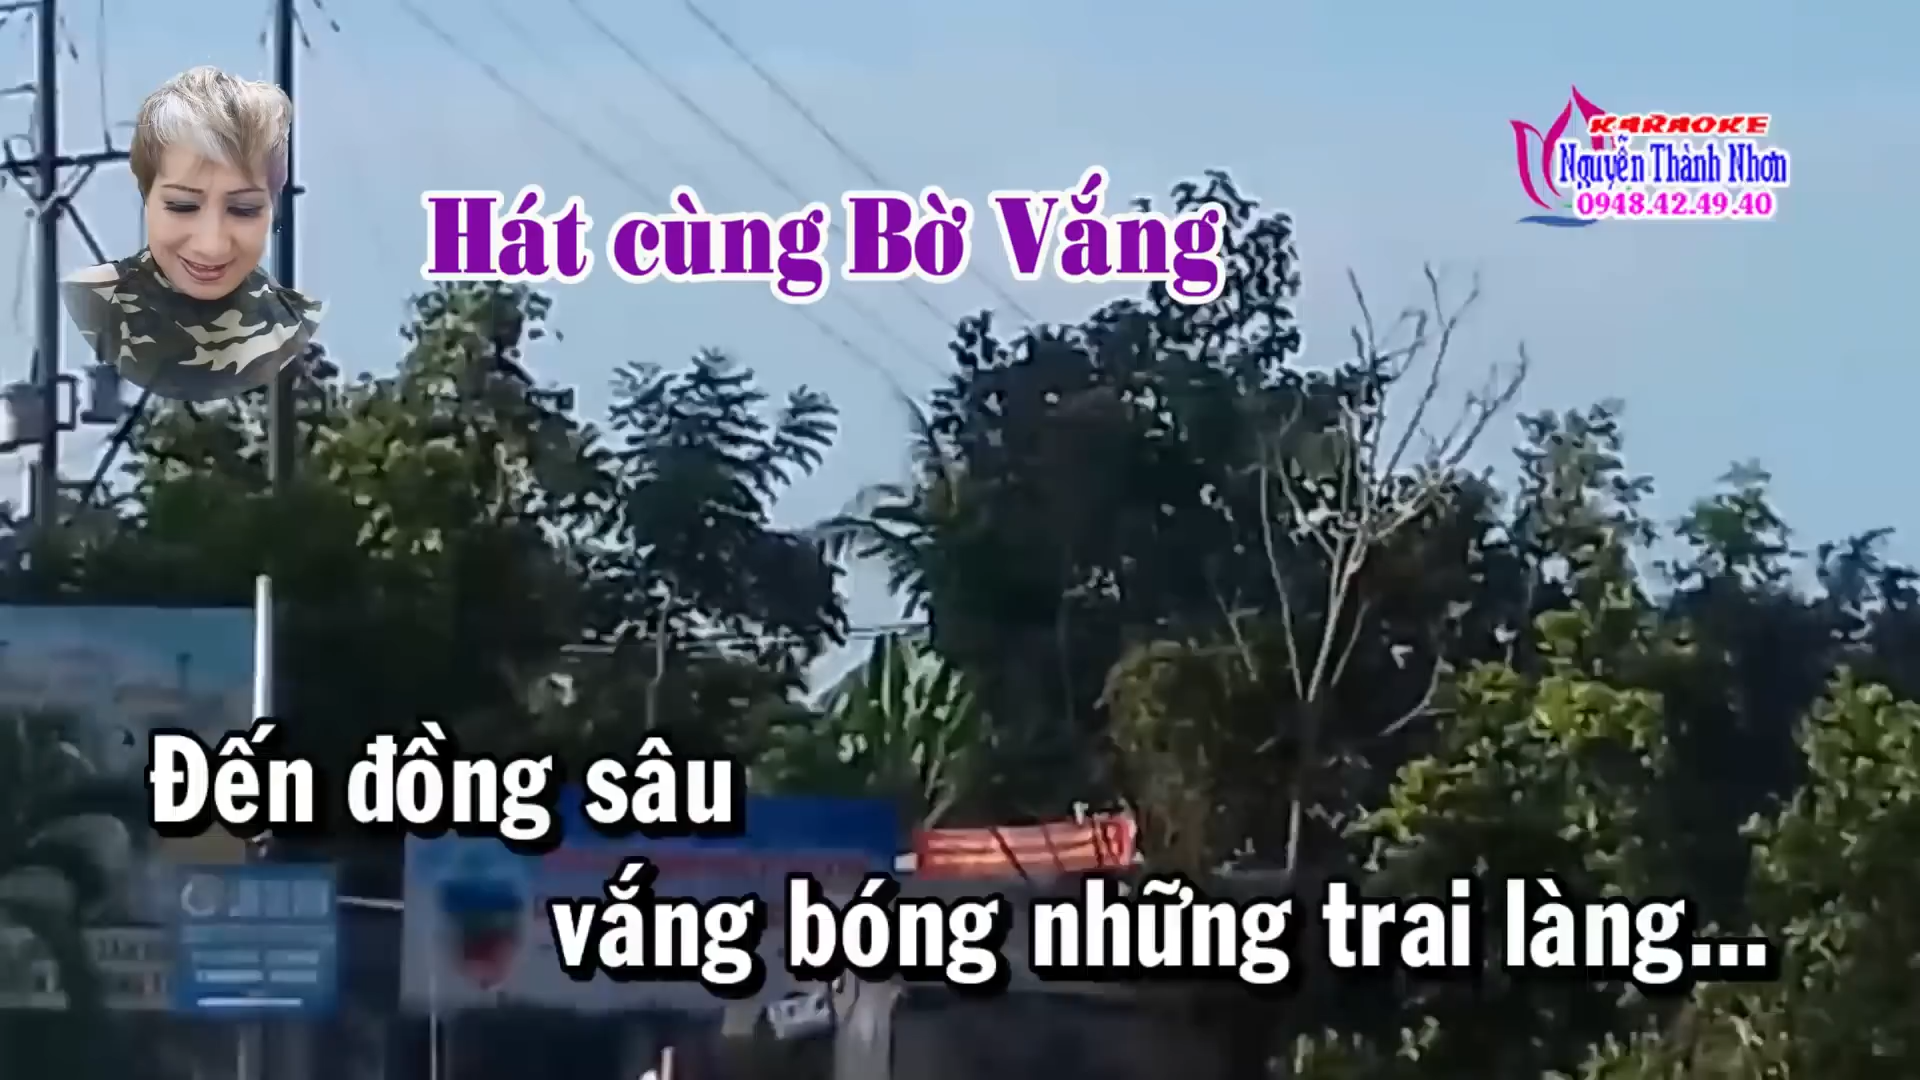 KARAOKE
Nguyễn Thành Nhơn
0948.42.49.40
Hát cùng Bờ Vắng
Đến đồng sâu
vắng bóng những trai làng...